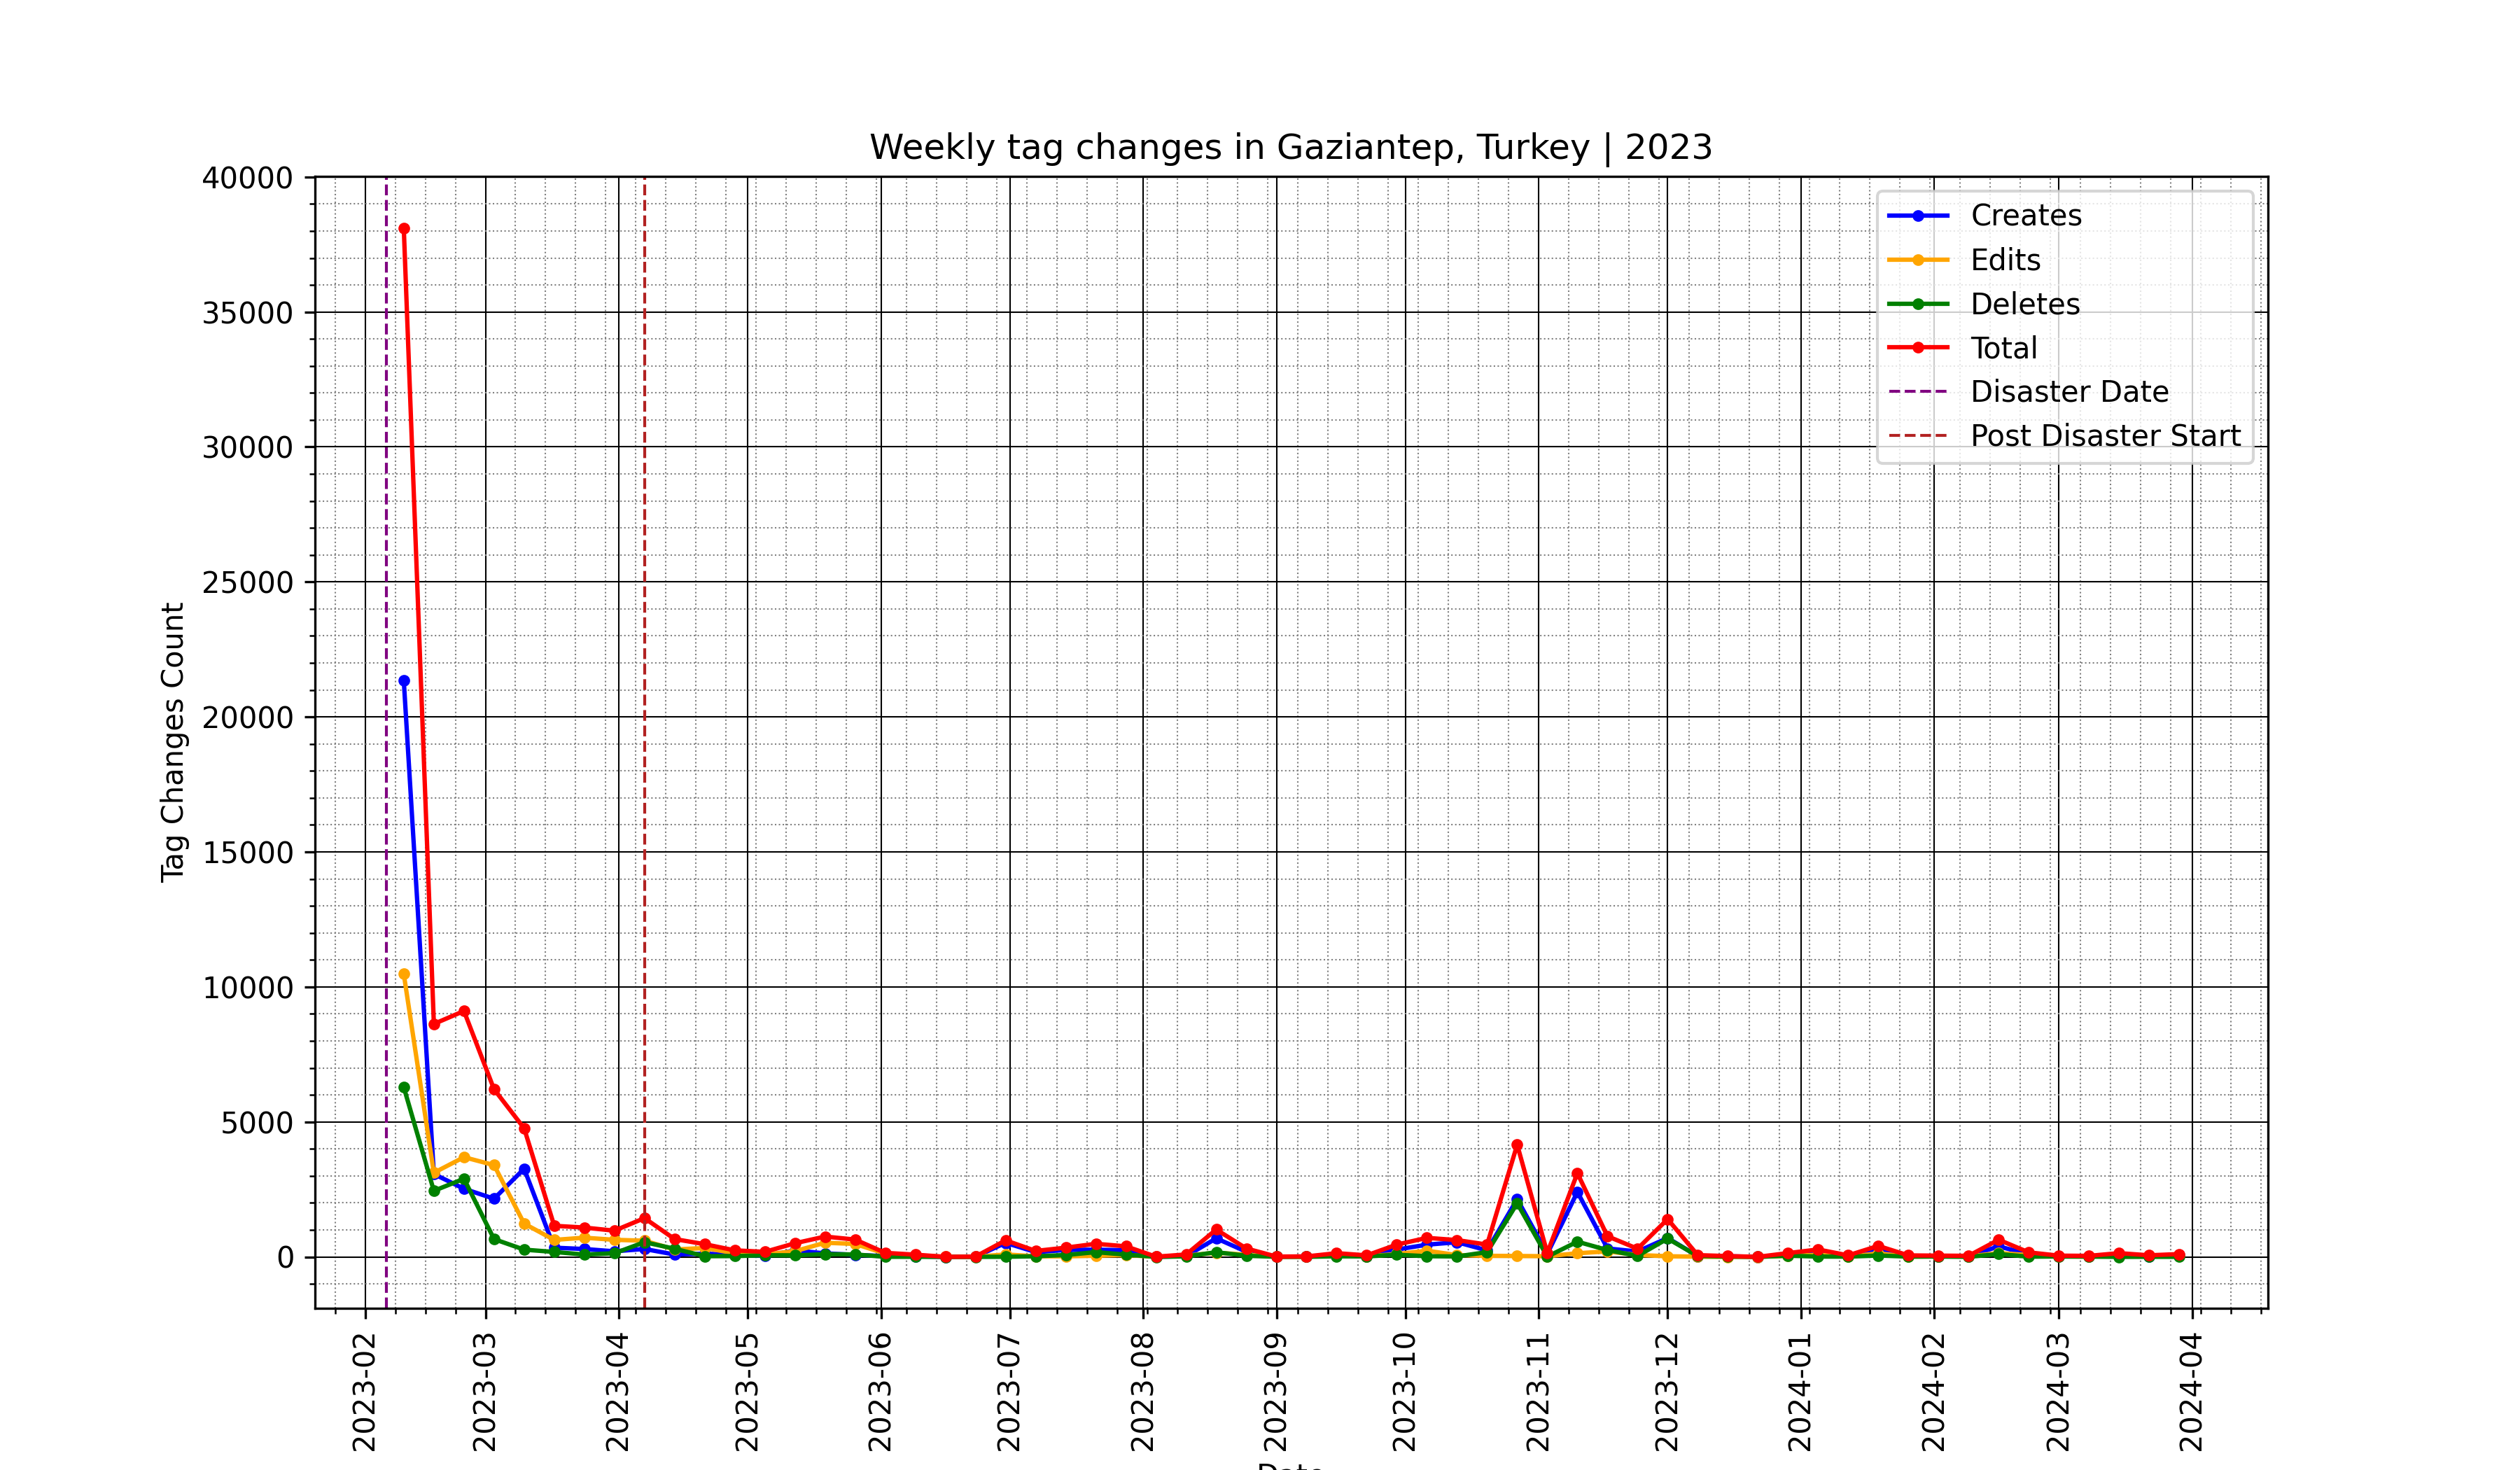 Weekly tag changes in Gaziantep, Turkey | 2023
40000
35000
30000
25000
20000
15000
10000
5000
0
Tag Changes Count
Creates
Edits
Deletes
Total
Disaster Date
Post Disaster Start
2023-02
2023-03
2023-04
2023-05
2023-06
2023-07
2023-08
2023-09
2023-10
2023-11
2023-12
2024-01
2024-02
2024-03
2024-04
Date